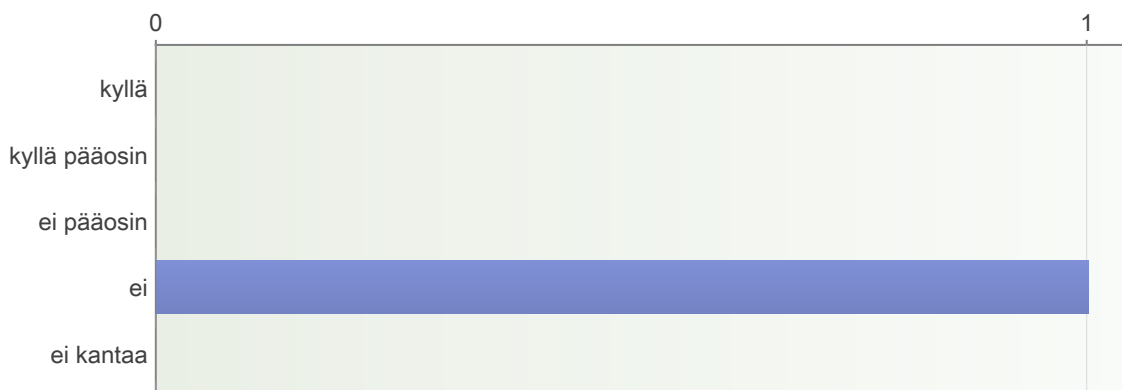 0 1
kyllä
kyllä pääosin
ei pääosin
ei
ei kantaa